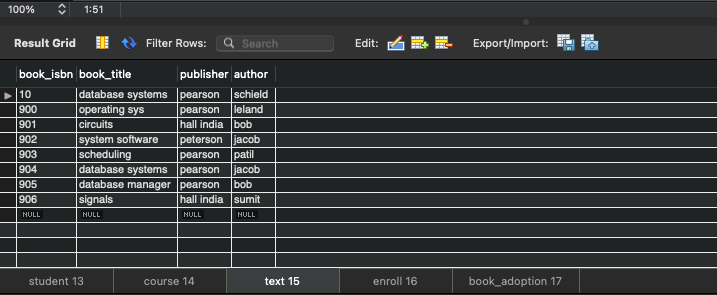 100% 1:51
Result Grid Filter Rows: Search Edit: Export/Import:
book_isbn book_title publisher author
10 database systems pearson schield
900 operating sys pearson leland
901 circuits hall india bob
902 system software peterson jacob
903 scheduling pearson patil
904 database systems pearson jacob
905 database manager pearson bob
906 signals hall india sumit
NULL NULL NULL NULL
student 13 course 14 text 15 enroll 16 book_adoption 17